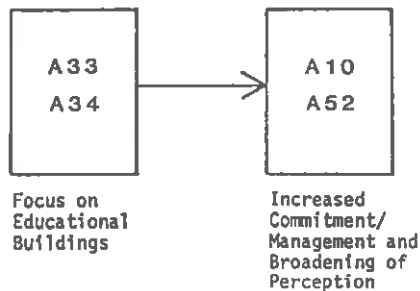 A33
A34
A10
A52
Focus on
Educational
Buildings
Increased
Commitment/
Management and
Broadening of
Perception